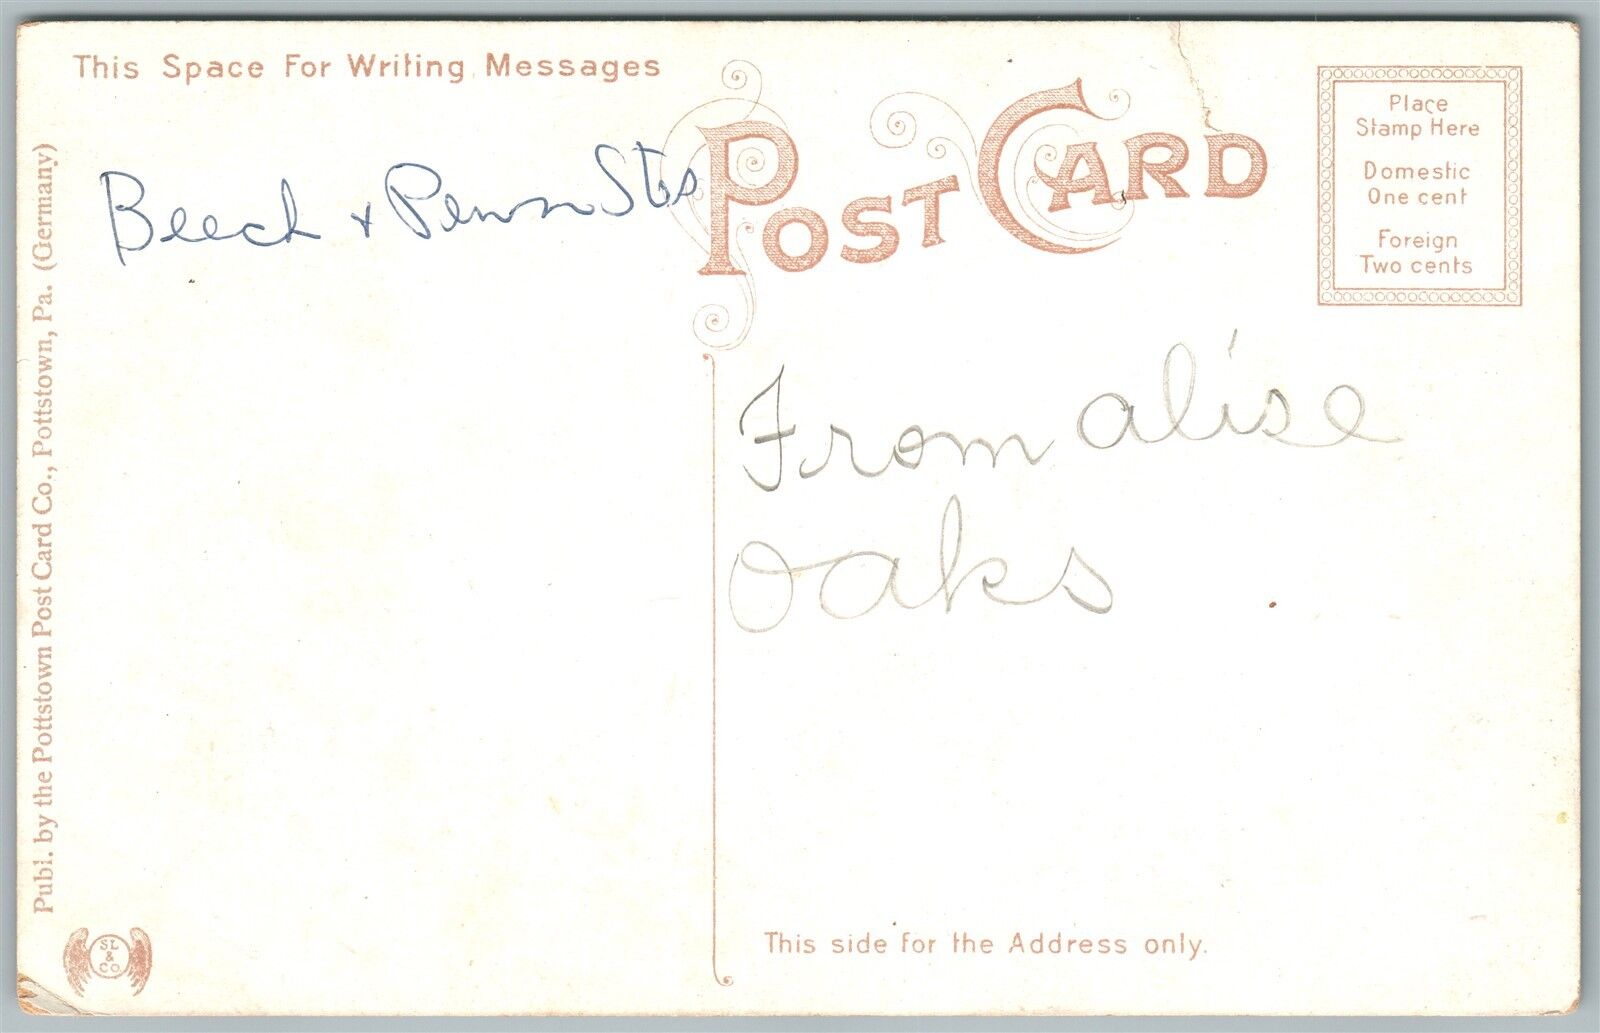 This Space For Writing Messages
Beech & Penn Sts
POST CARD
Place
Stamp Here
Domestic
One cent
Foreign
Two cents
From alise
Oaks
This side for the Address only.
Publ. by the Pottstown Post Card Co., Pottstown, Pa. (Germany)
SL
&
CO